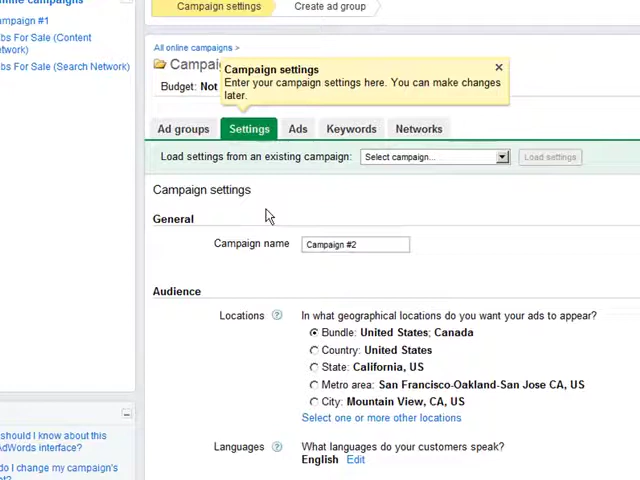 online campaigns
Campaign settings
Create ad group
ampaign #1
bs For Sale (Content
etwork)
bs For Sale (Search Network)
All online campaigns >
Campai
Budget: Not
Campaign settings
Enter your campaign settings here. You can make changes
later.
Ad groups
Settings
Ads
Keywords
Networks
Load settings from an existing campaign:
Select campaign...
Load settings
Campaign settings
General
Campaign name
Campaign #2
Audience
Locations
In what geographical locations do you want your ads to appear?
Bundle: United States; Canada
Country: United States
State: California, US
Metro area: San Francisco-Oakland-San Jose CA, US
City: Mountain View, CA, US
Select one or more other locations
Languages
What languages do your customers speak?
English Edit
should I know about this
AdWords interface?
do I change my campaign's